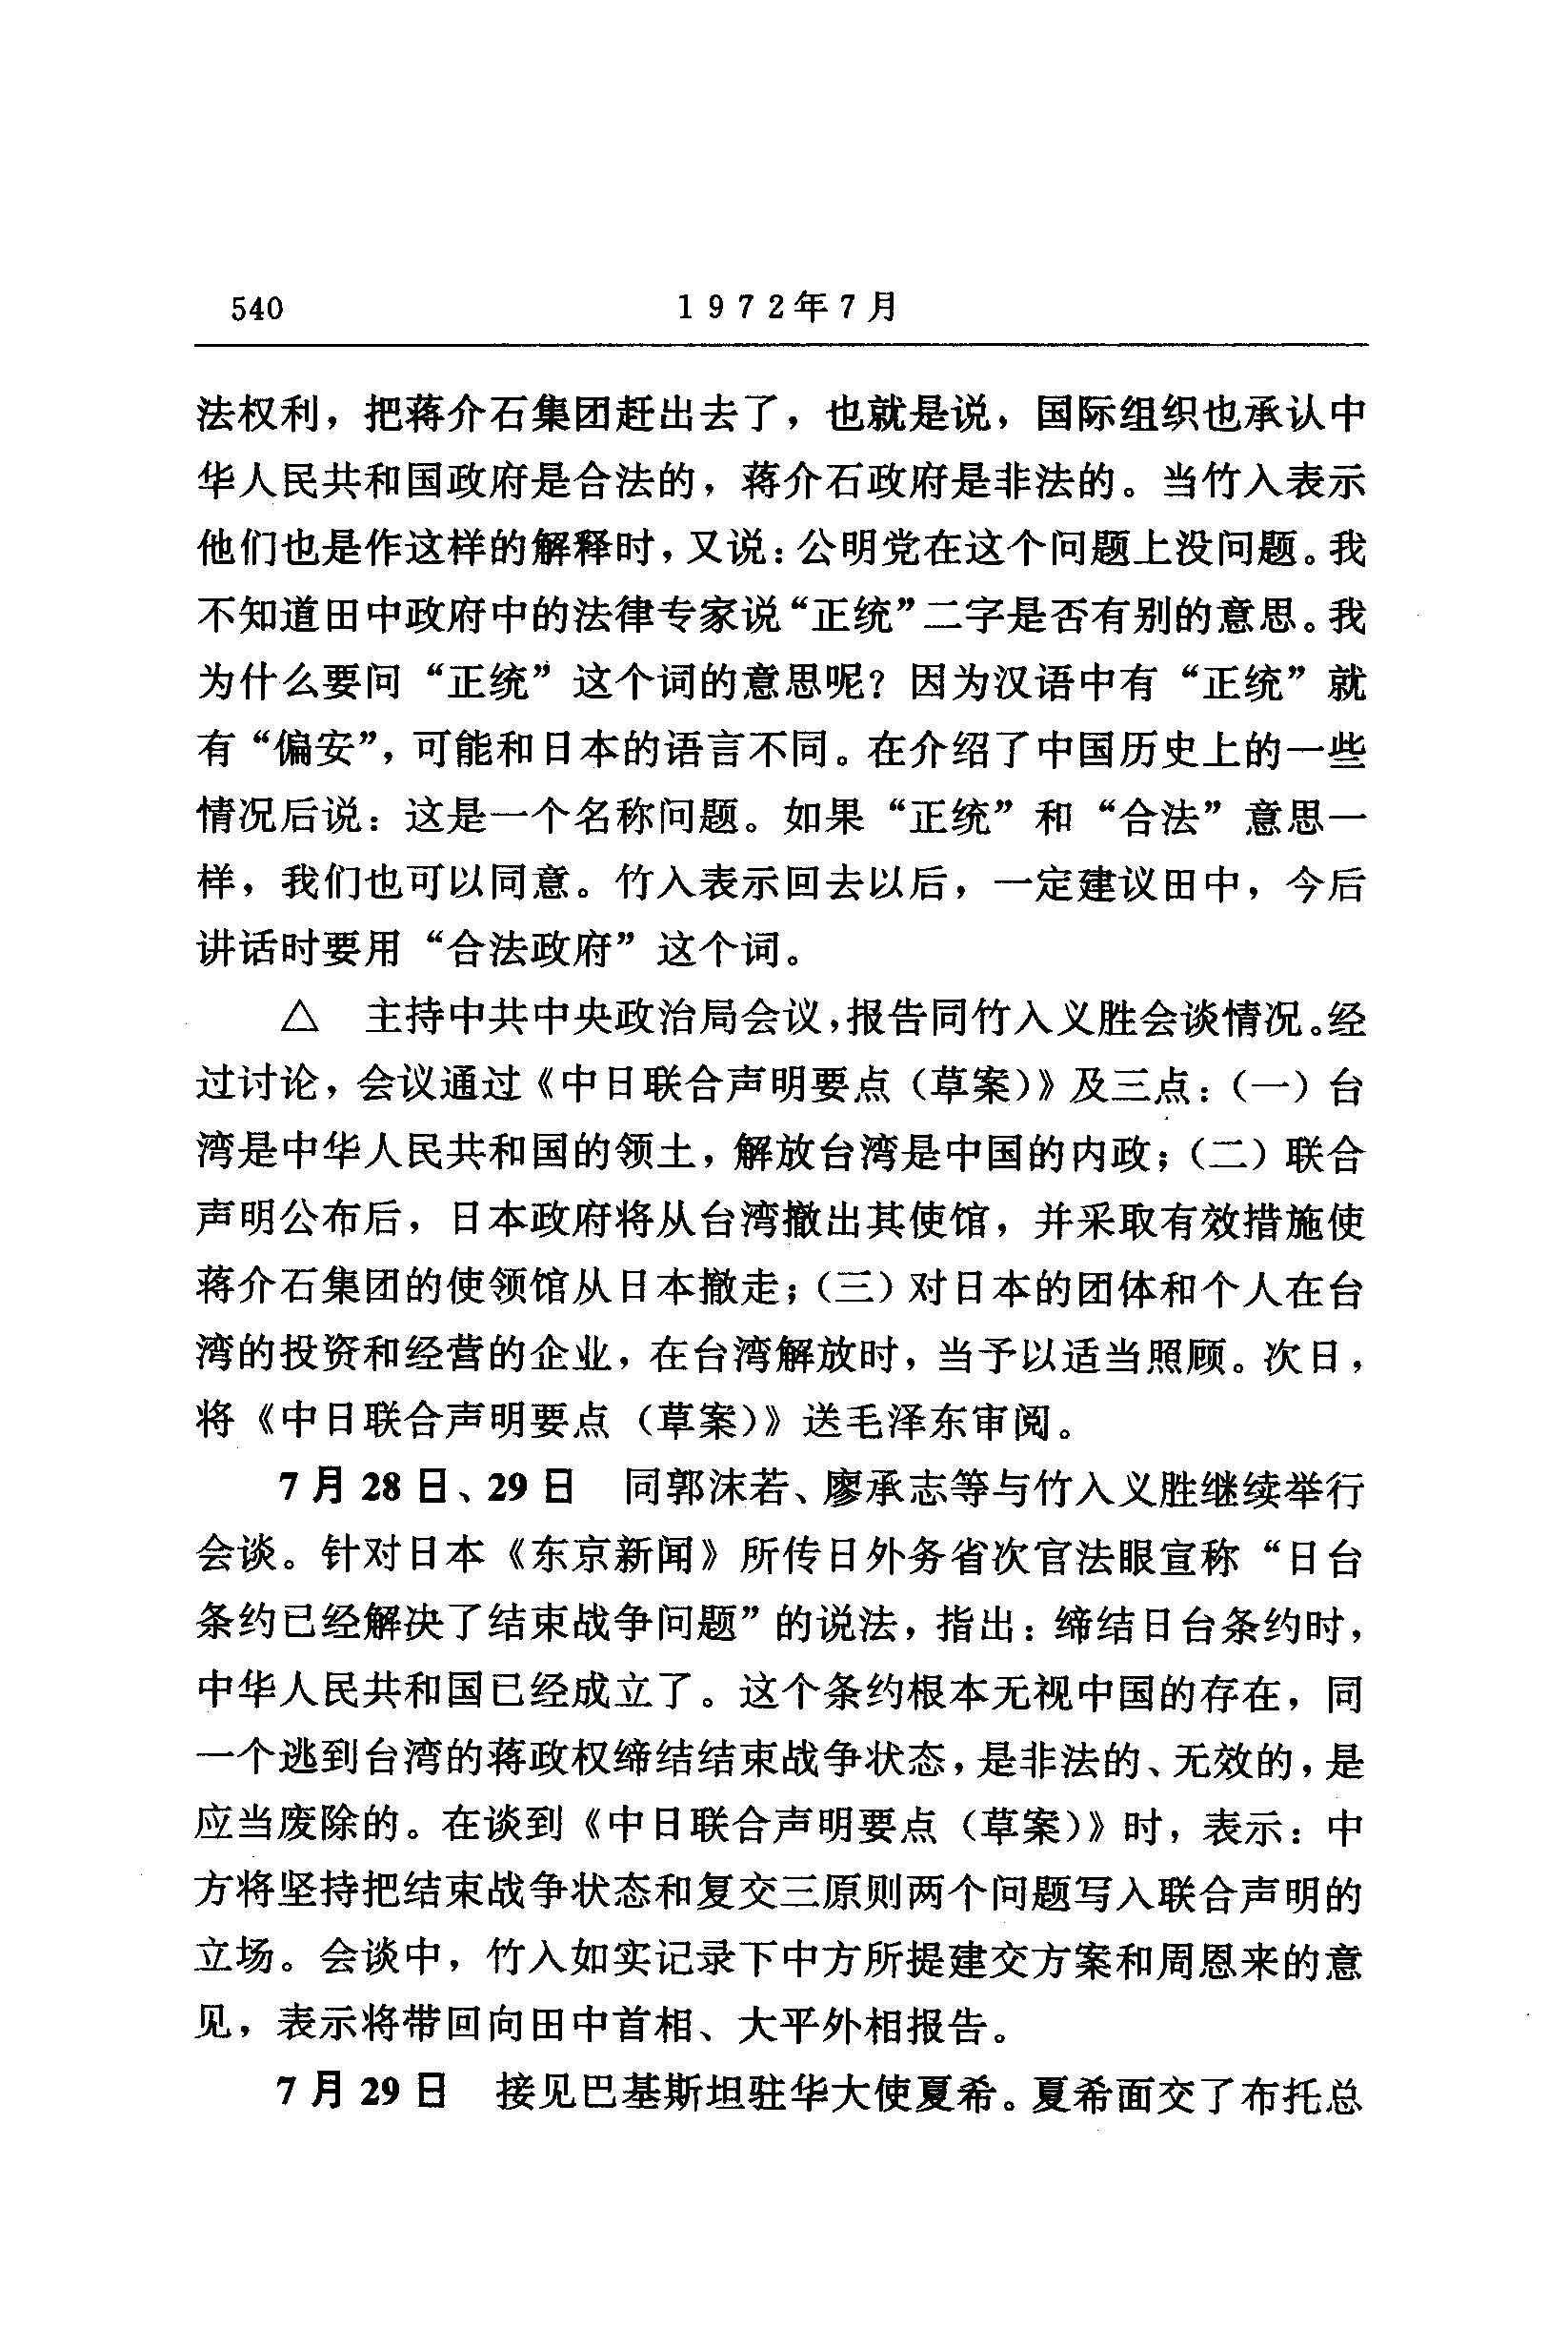 540
1972年7月
法权利，把蒋介石集团赶出去了，也就是说，国际组织也承认中
华人民共和国政府是合法的，蒋介石政府是非法的。当竹入表示
他们也是作这样的解释时，又说：公明党在这个问题上没问题。我
不知道田中政府中的法律专家说“正统”二字是否有别的意思。我
为什么要问“正统”这个词的意思呢？因为汉语中有“正统”就
有“偏安”，可能和日本的语言不同。在介绍了中国历史上的一些
情况后说：这是一个名称问题。如果“正统”和“合法”意思一
样，我们也可以同意。竹入表示回去以后，一定建议田中，今后
讲话时要用“合法政府”这个词。
△　主持中共中央政治局会议，报告同竹入义胜会谈情况。经
过讨论，会议通过《中日联合声明要点（草案）》及三点：（一）台
湾是中华人民共和国的领土，解放台湾是中国的内政；（二）联合
声明公布后，日本政府将从台湾撤出其使馆，并采取有效措施使
蒋介石集团的使领馆从日本撤走；（三）对日本的团体和个人在台
湾的投资和经营的企业，在台湾解放时，当予以适当照顾。次日，
将《中日联合声明要点（草案）》送毛泽东审阅。
7月28日、29日　同郭沫若、廖承志等与竹入义胜继续举行
会谈。针对日本《东京新闻》所传日外务省次官法眼宣称“日台
条约已经解决了结束战争问题”的说法，指出：缔结日台条约时，
中华人民共和国已经成立了。这个条约根本无视中国的存在，同
一个逃到台湾的蒋政权缔结结束战争状态，是非法的、无效的，是
应当废除的。在谈到《中日联合声明要点（草案）》时，表示：中
方将坚持把结束战争状态和复交三原则两个问题写入联合声明的
立场。会谈中，竹入如实记录下中方所提建交方案和周恩来的意
见，表示将带回向田中首相、大平外相报告。
7月29日　接见巴基斯坦驻华大使夏希。夏希面交了布托总